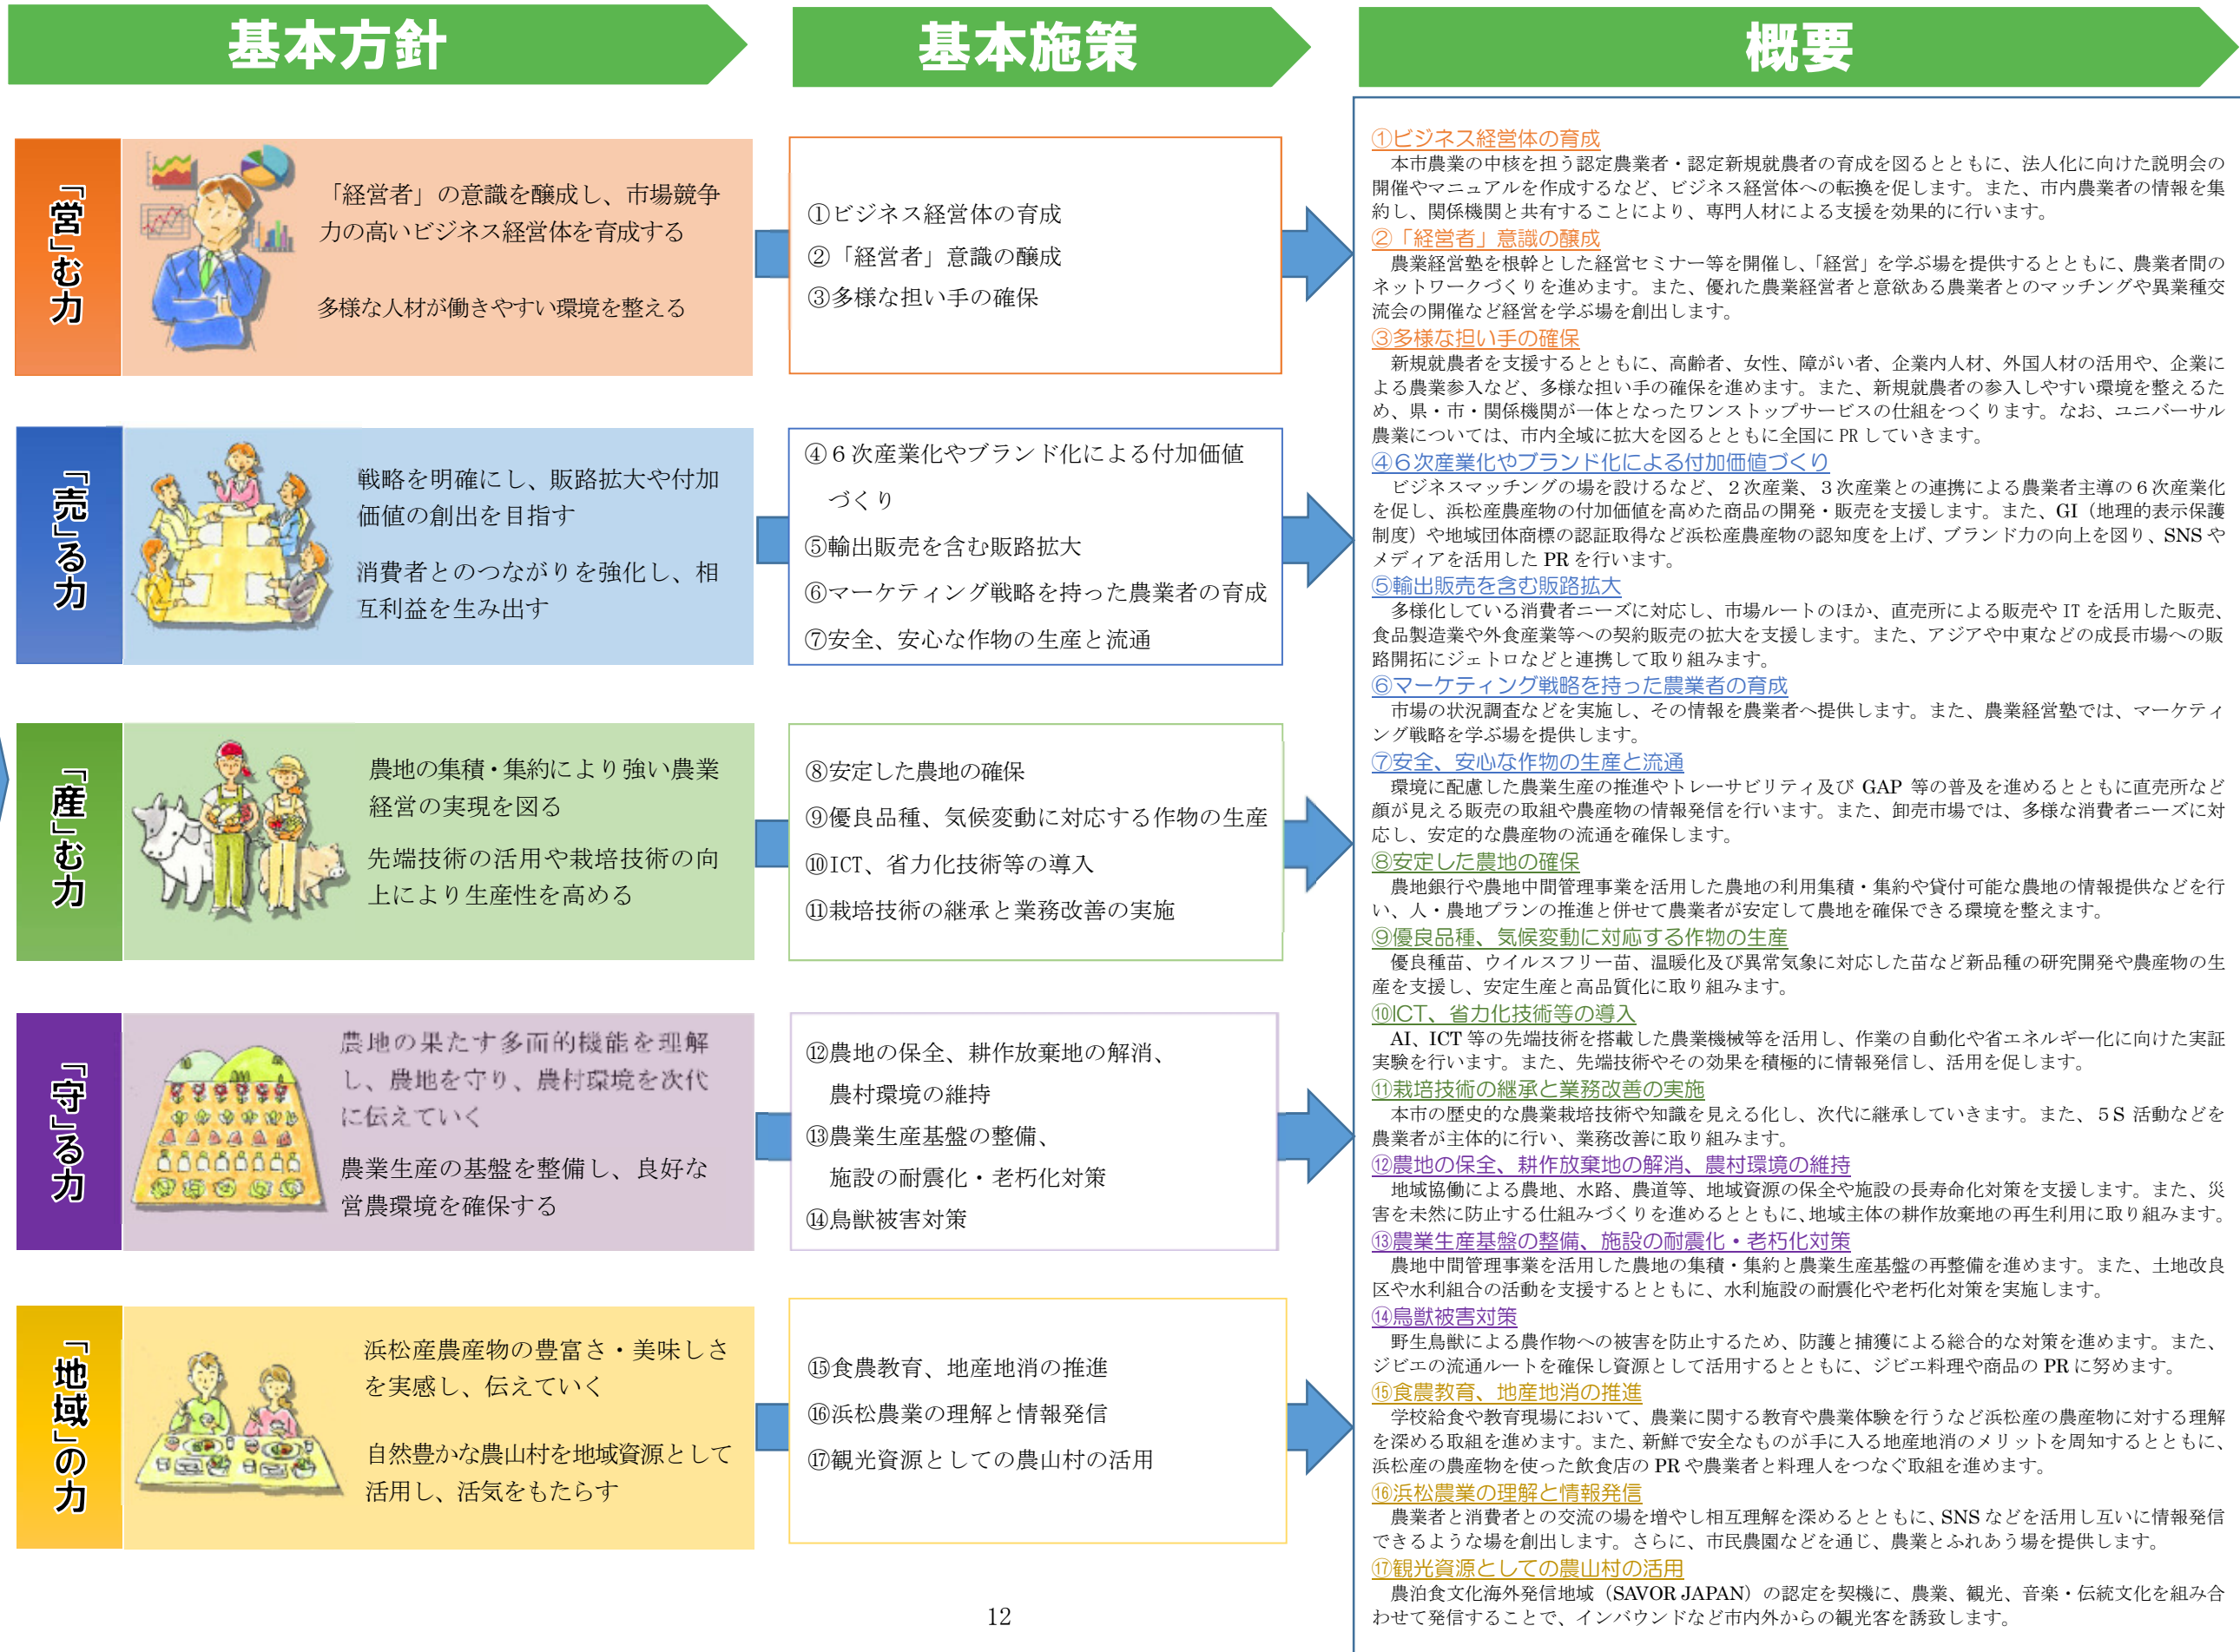 基本方針
基本施策
概要
「営」む力
「経営者」の意識を醸成し、市場競争
力の高いビジネス経営体を育成する
多様な人材が働きやすい環境を整える
①ビジネス経営体の育成
②「経営者」意識の醸成
③多様な担い手の確保
「売」る力
戦略を明確にし、販路拡大や付加
価値の創出を目指す
消費者とのつながりを強化し、相
互利益を生み出す
④６次産業化やブランド化による付加価値
づくり
⑤輸出販売を含む販路拡大
⑥マーケティング戦略を持った農業者の育成
⑦安全、安心な作物の生産と流通
「産」む力
農地の集積・集約により強い農業
経営の実現を図る
先端技術の活用や栽培技術の向
上により生産性を高める
⑧安定した農地の確保
⑨優良品種、気候変動に対応する作物の生産
⑩ICT、省力化技術等の導入
⑪栽培技術の継承と業務改善の実施
「守」る力
農地の果たす多面的機能を理解
し、農地を守り、農村環境を次代
に伝えていく
農業生産の基盤を整備し、良好な
営農環境を確保する
⑫農地の保全、耕作放棄地の解消、
農村環境の維持
⑬農業生産基盤の整備、
施設の耐震化・老朽化対策
⑭鳥獣被害対策
「地域」の力
浜松産農産物の豊富さ・美味しさ
を実感し、伝えていく
自然豊かな農山村を地域資源として
活用し、活気をもたらす
⑮食農教育、地産地消の推進
⑯浜松農業の理解と情報発信
⑰観光資源としての農山村の活用
①ビジネス経営体の育成
本市農業の中核を担う認定農業者・認定新規就農者の育成を図るとともに、法人化に向けた説明会の
開催やマニュアルを作成するなど、ビジネス経営体への転換を促します。また、市内農業者の情報を集
約し、関係機関と共有することにより、専門人材による支援を効果的に行います。
②「経営者」意識の醸成
農業経営塾を根幹とした経営セミナー等を開催し、「経営」を学ぶ場を提供するとともに、農業者間の
ネットワークづくりを進めます。また、優れた農業経営者と意欲ある農業者とのマッチングや異業種交
流会の開催など経営を学ぶ場を創出します。
③多様な担い手の確保
新規就農者を支援するとともに、高齢者、女性、障がい者、企業内人材、外国人材の活用や、企業に
よる農業参入など、多様な担い手の確保を進めます。また、新規就農者の参入しやすい環境を整えるた
め、県・市・関係機関が一体となったワンストップサービスの仕組をつくります。なお、ユニバーサル
農業については、市内全域に拡大を図るとともに全国に PR していきます。
④６次産業化やブランド化による付加価値づくり
ビジネスマッチングの場を設けるなど、２次産業、３次産業との連携による農業者主導の６次産業化
を促し、浜松産農産物の付加価値を高めた商品の開発・販売を支援します。また、GI（地理的表示保護
制度）や地域団体商標の認証取得など浜松産農産物の認知度を上げ、ブランド力の向上を図り、SNS や
メディアを活用した PR を行います。
⑤輸出販売を含む販路拡大
多様化している消費者ニーズに対応し、市場ルートのほか、直売所による販売や IT を活用した販売、
食品製造業や外食産業等への契約販売の拡大を支援します。また、アジアや中東などの成長市場への販
路開拓にジェトロなどと連携して取り組みます。
⑥マーケティング戦略を持った農業者の育成
市場の状況調査などを実施し、その情報を農業者へ提供します。また、農業経営塾では、マーケティ
ング戦略を学ぶ場を提供します。
⑦安全、安心な作物の生産と流通
環境に配慮した農業生産の推進やトレーサビリティ及び GAP 等の普及を進めるとともに直売所など
顔が見える販売の取組や農産物の情報発信を行います。また、卸売市場では、多様な消費者ニーズに対
応し、安定的な農産物の流通を確保します。
⑧安定した農地の確保
農地銀行や農地中間管理事業を活用した農地の利用集積・集約や貸付可能な農地の情報提供などを行
い、人・農地プランの推進と併せて農業者が安定して農地を確保できる環境を整えます。
⑨優良品種、気候変動に対応する作物の生産
優良種苗、ウイルスフリー苗、温暖化及び異常気象に対応した苗など新品種の研究開発や農産物の生
産を支援し、安定生産と高品質化に取り組みます。
⑩ICT、省力化技術等の導入
AI、ICT 等の先端技術を搭載した農業機械等を活用し、作業の自動化や省エネルギー化に向けた実証
実験を行います。また、先端技術やその効果を積極的に情報発信し、活用を促します。
⑪栽培技術の継承と業務改善の実施
本市の歴史的な農業栽培技術や知識を見える化し、次代に継承していきます。また、５S 活動などを
農業者が主体的に行い、業務改善に取り組みます。
⑫農地の保全、耕作放棄地の解消、農村環境の維持
地域協働による農地、水路、農道等、地域資源の保全や施設の長寿命化対策を支援します。また、災
害を未然に防止する仕組みづくりを進めるとともに、地域主体の耕作放棄地の再生利用に取り組みます。
⑬農業生産基盤の整備、施設の耐震化・老朽化対策
農地中間管理事業を活用した農地の集積・集約と農業生産基盤の再整備を進めます。また、土地改良
区や水利組合の活動を支援するとともに、水利施設の耐震化や老朽化対策を実施します。
⑭鳥獣被害対策
野生鳥獣による農作物への被害を防止するため、防護と捕獲による総合的な対策を進めます。また、
ジビエの流通ルートを確保し資源として活用するとともに、ジビエ料理や商品の PR に努めます。
⑮食農教育、地産地消の推進
学校給食や教育現場において、農業に関する教育や農業体験を行うなど浜松産の農産物に対する理解
を深める取組を進めます。また、新鮮で安全なものが手に入る地産地消のメリットを周知するとともに、
浜松産の農産物を使った飲食店の PR や農業者と料理人をつなぐ取組を進めます。
⑯浜松農業の理解と情報発信
農業者と消費者との交流の場を増やし相互理解を深めるとともに、SNS などを活用し互いに情報発信
できるような場を創出します。さらに、市民農園などを通じ、農業とふれあう場を提供します。
⑰観光資源としての農山村の活用
農泊食文化海外発信地域（SAVOR JAPAN）の認定を契機に、農業、観光、音楽・伝統文化を組み合
わせて発信することで、インバウンドなど市内外からの観光客を誘致します。
12